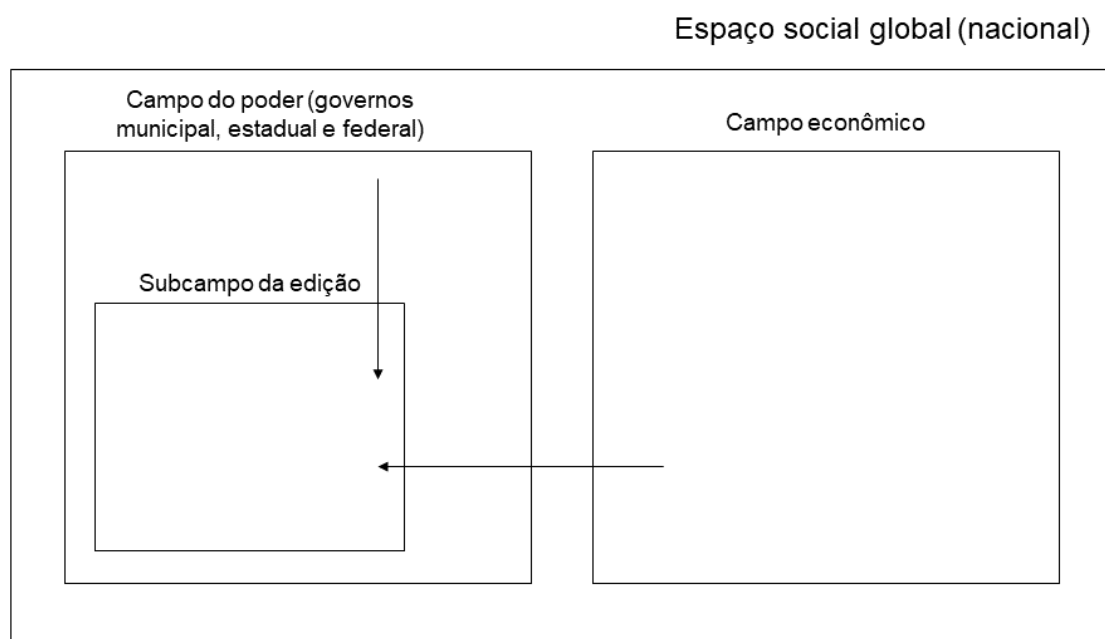 Espaço social global (nacional)
Campo do poder (governos
municipal, estadual e federal)
Campo econômico
Subcampo da edição